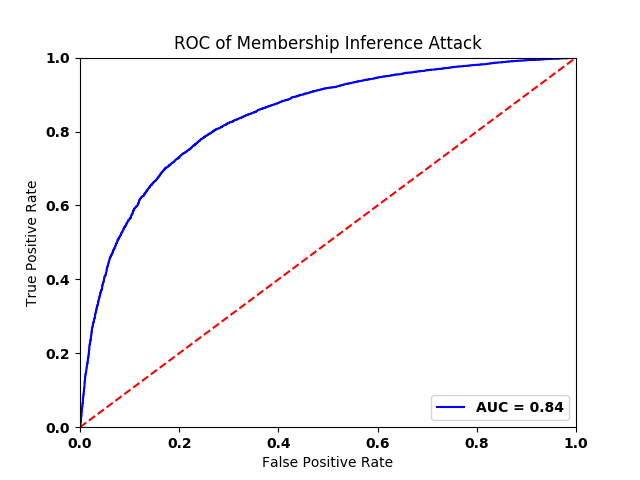 ROC of Membership Inference Attack
True Positive Rate
1.0
0.8
0.6
0.4
0.2
0.0
0.0 0.2 0.4 0.6 0.8 1.0
False Positive Rate
AUC = 0.84